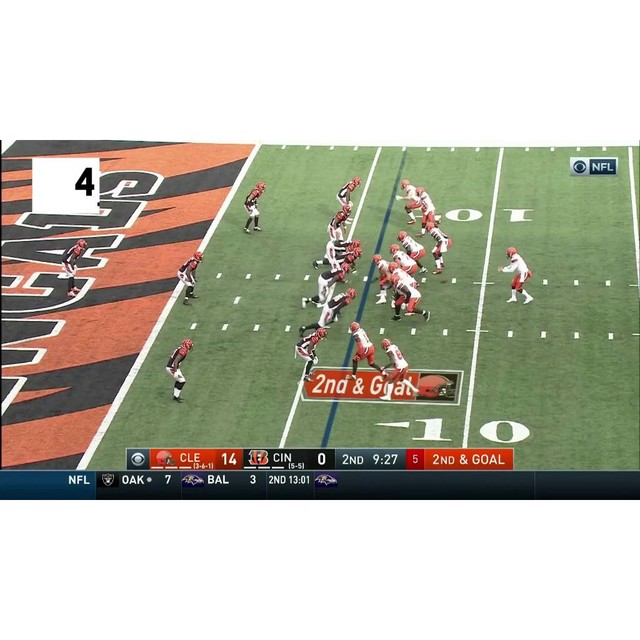 4
NFL
10
2nd & Goal
10
CLE (3-6-1) 14 CIN (5-5) 0 2ND 9:27 5 2ND & GOAL
NFL OAK 7 BAL 3 2ND 13:01